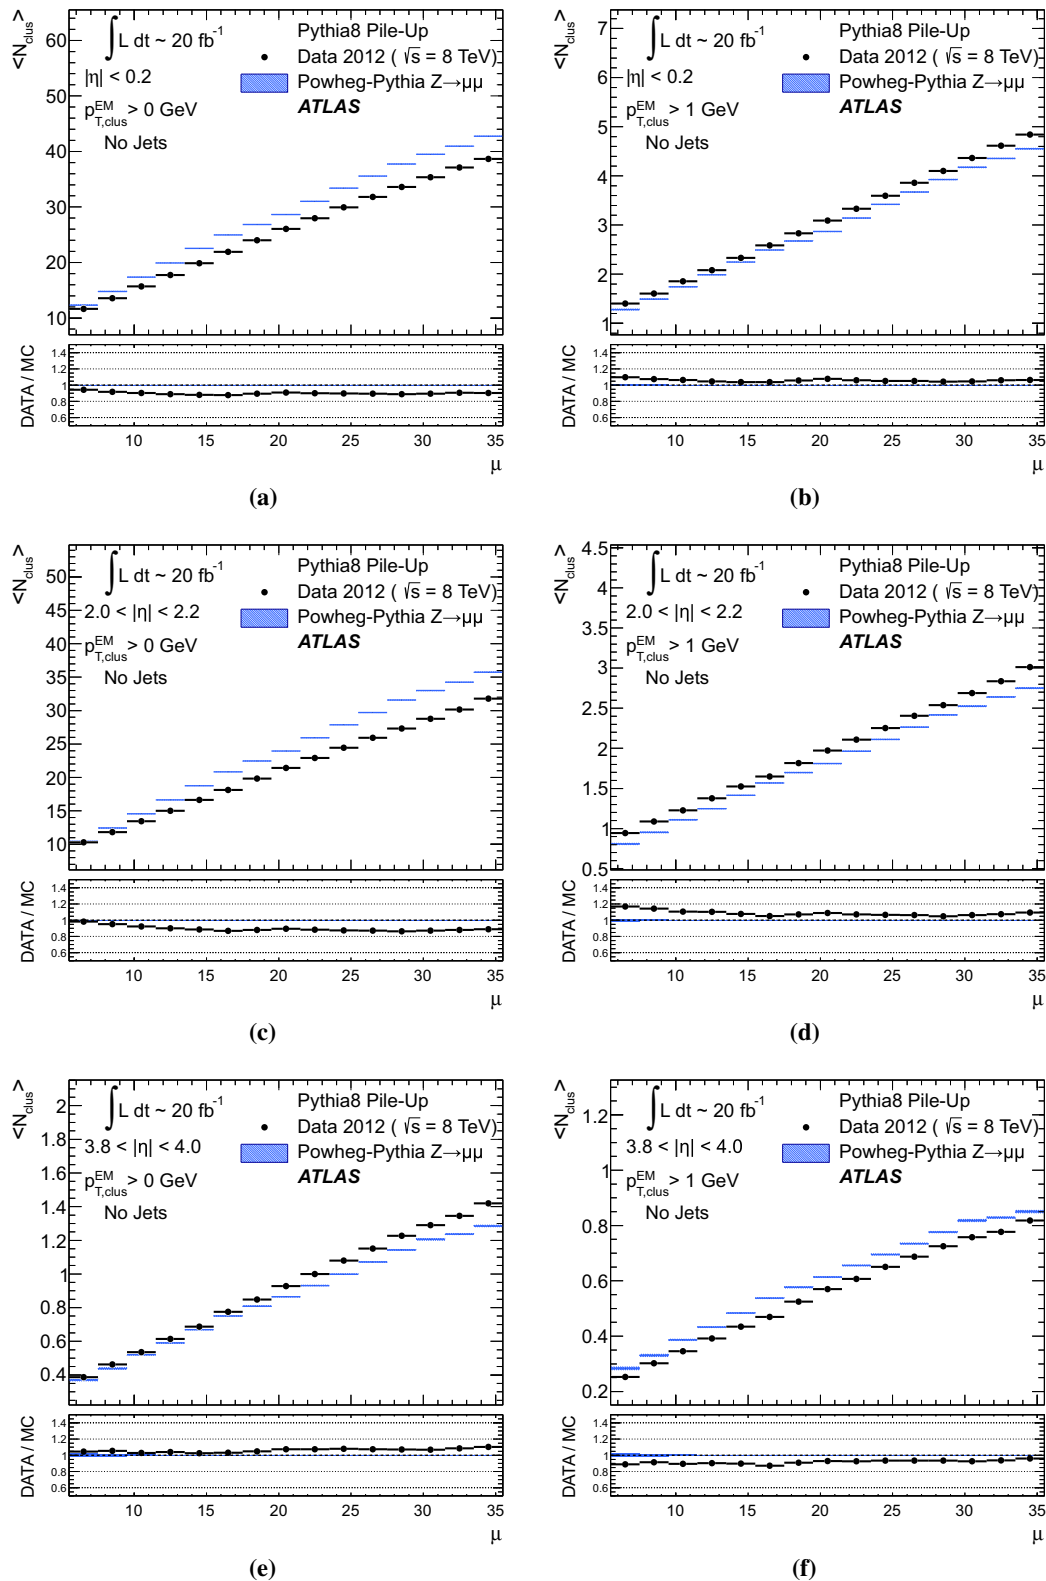 <N_clus>
60
50
40
30
20
10
∫ L dt ~ 20 fb⁻¹
|η| < 0.2
p_T,clus^EM > 0 GeV
No Jets
Pythia8 Pile-Up
Data 2012 ( √s = 8 TeV)
Powheg-Pythia Z→μμ
ATLAS
DATA / MC
1.4
1.2
1
0.8
0.6
10 15 20 25 30 35
μ
(a)
<N_clus>
7
6
5
4
3
2
1
∫ L dt ~ 20 fb⁻¹
|η| < 0.2
p_T,clus^EM > 1 GeV
No Jets
Pythia8 Pile-Up
Data 2012 ( √s = 8 TeV)
Powheg-Pythia Z→μμ
ATLAS
DATA / MC
1.4
1.2
1
0.8
0.6
10 15 20 25 30 35
μ
(b)
<N_clus>
50
45
40
35
30
25
20
15
10
∫ L dt ~ 20 fb⁻¹
2.0 < |η| < 2.2
p_T,clus^EM > 0 GeV
No Jets
Pythia8 Pile-Up
Data 2012 ( √s = 8 TeV)
Powheg-Pythia Z→μμ
ATLAS
DATA / MC
1.4
1.2
1
0.8
0.6
10 15 20 25 30 35
μ
(c)
<N_clus>
4.5
4
3.5
3
2.5
2
1.5
1
0.5
∫ L dt ~ 20 fb⁻¹
2.0 < |η| < 2.2
p_T,clus^EM > 1 GeV
No Jets
Pythia8 Pile-Up
Data 2012 ( √s = 8 TeV)
Powheg-Pythia Z→μμ
ATLAS
DATA / MC
1.4
1.2
1
0.8
0.6
10 15 20 25 30 35
μ
(d)
<N_clus>
2
1.8
1.6
1.4
1.2
1
0.8
0.6
0.4
∫ L dt ~ 20 fb⁻¹
3.8 < |η| < 4.0
p_T,clus^EM > 0 GeV
No Jets
Pythia8 Pile-Up
Data 2012 ( √s = 8 TeV)
Powheg-Pythia Z→μμ
ATLAS
DATA / MC
1.4
1.2
1
0.8
0.6
10 15 20 25 30 35
μ
(e)
<N_clus>
1.2
1
0.8
0.6
0.4
0.2
∫ L dt ~ 20 fb⁻¹
3.8 < |η| < 4.0
p_T,clus^EM > 1 GeV
No Jets
Pythia8 Pile-Up
Data 2012 ( √s = 8 TeV)
Powheg-Pythia Z→μμ
ATLAS
DATA / MC
1.4
1.2
1
0.8
0.6
10 15 20 25 30 35
μ
(f)